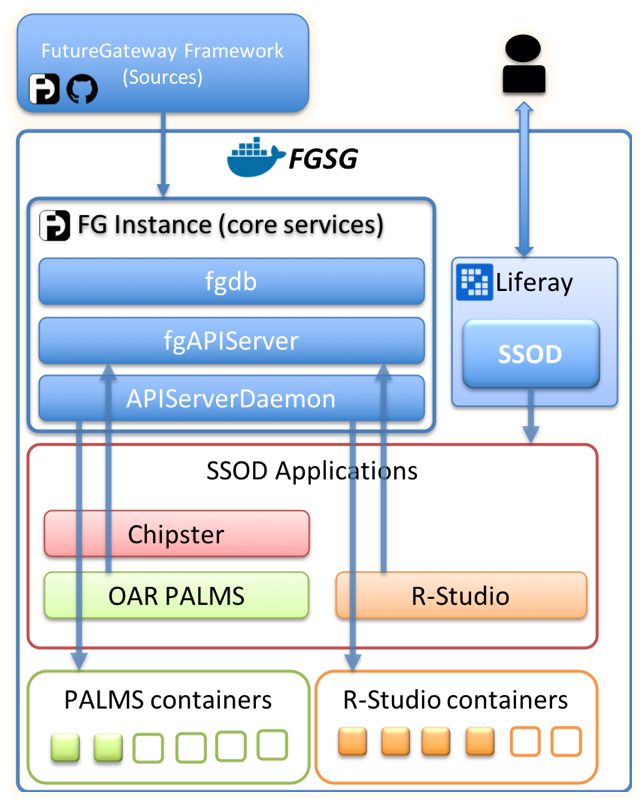 FutureGateway Framework
(Sources)
FGSG
FG Instance (core services)
fgdb
fgAPIServer
APIServerDaemon
Liferay
SSOD
SSOD Applications
Chipster
OAR PALMS
R-Studio
PALMS containers
R-Studio containers